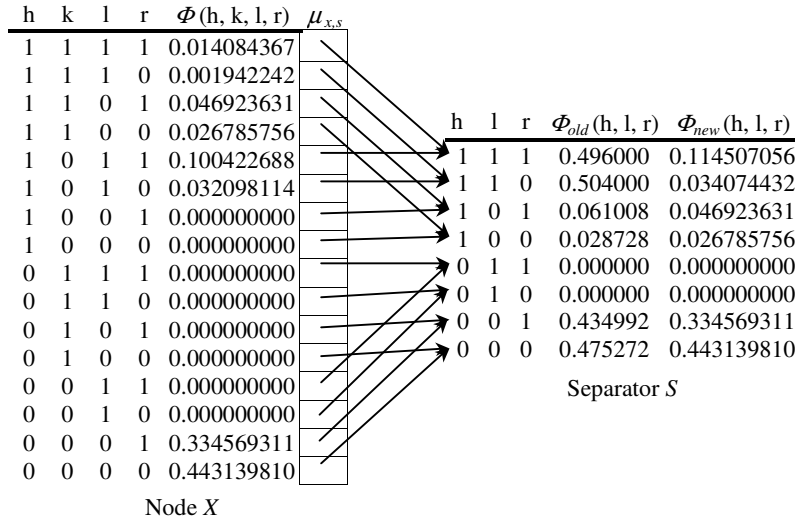 h k l r Φ(h, k, l, r) μx,s
1 1 1 1 0.014084367
1 1 1 0 0.001942242
1 1 0 1 0.046923631
1 1 0 0 0.026785756
1 0 1 1 0.100422688
1 0 1 0 0.032098114
1 0 0 1 0.000000000
1 0 0 0 0.000000000
0 1 1 1 0.000000000
0 1 1 0 0.000000000
0 1 0 1 0.000000000
0 1 0 0 0.000000000
0 0 1 1 0.000000000
0 0 1 0 0.000000000
0 0 0 1 0.334569311
0 0 0 0 0.443139810
Node X
h l r Φold(h, l, r) Φnew(h, l, r)
1 1 1 0.496000 0.114507056
1 1 0 0.504000 0.034074432
1 0 1 0.061008 0.046923631
1 0 0 0.028728 0.026785756
0 1 1 0.000000 0.000000000
0 1 0 0.000000 0.000000000
0 0 1 0.434992 0.334569311
0 0 0 0.475272 0.443139810
Separator S